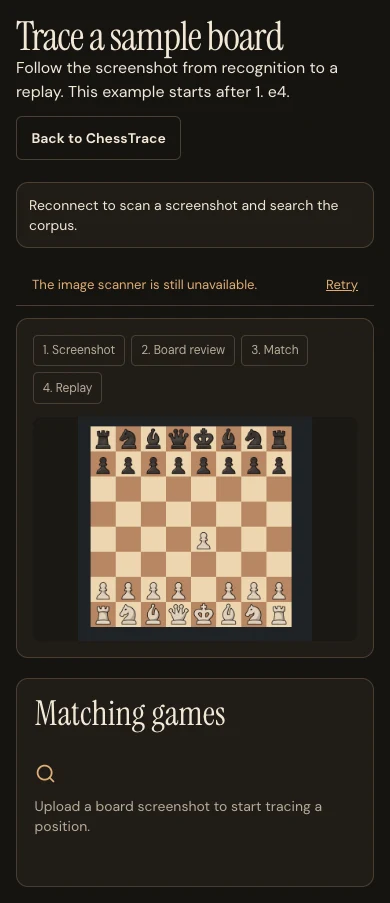 Trace a sample board
Follow the screenshot from recognition to a
replay. This example starts after 1. e4.
Back to ChessTrace
Reconnect to scan a screenshot and search the
corpus.
The image scanner is still unavailable.
Retry
1. Screenshot
2. Board review
3. Match
4. Replay
Matching games
Upload a board screenshot to start tracing a
position.